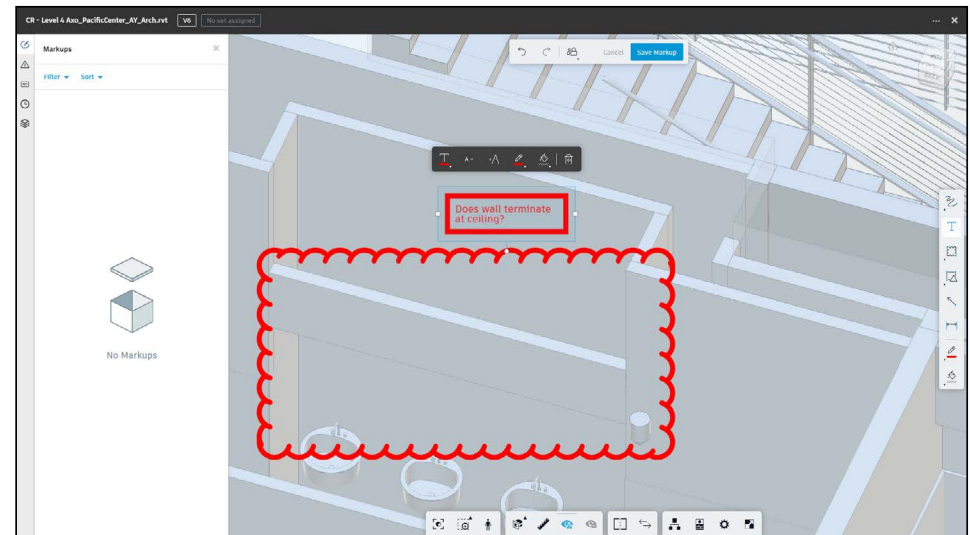 CR - Level 4 Axo_PacificCenter_AY_Arch.rvt V6 No set assigned
Markups
Filter Sort
Cancel Save Markup
Does wall terminate
at ceiling?
No Markups